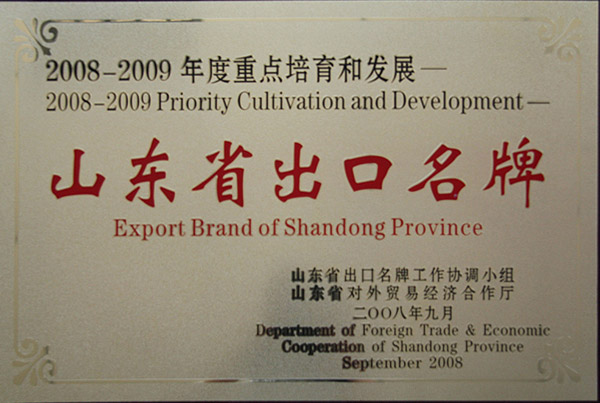 2008-2009 年度重点培育和发展—
2008-2009 Priority Cultivation and Development—
山东省出口名牌
Export Brand of Shandong Province
山东省出口名牌工作协调小组
山东省对外贸易经济合作厅
二〇〇八年九月
Department of Foreign Trade & Economic
Cooperation of Shandong Province
September 2008